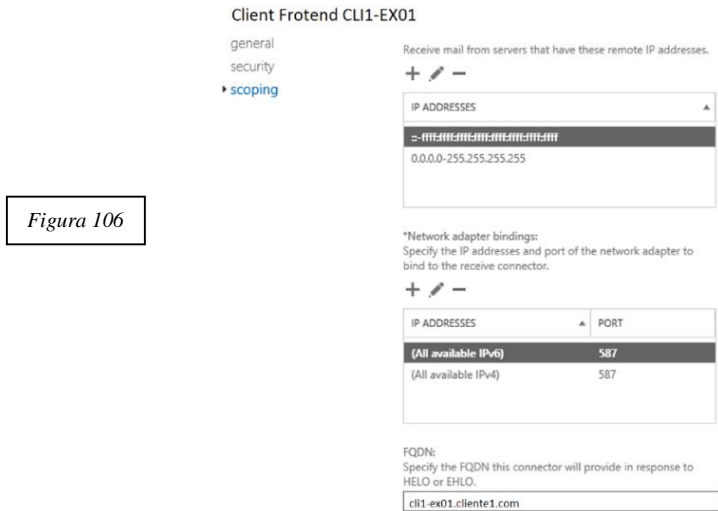 Client Frotend CLI1-EX01
general
security
scoping
Receive mail from servers that have these remote IP addresses.
IP ADDRESSES
::-ffff:ffff:ffff:ffff:ffff:ffff:ffff:ffff
0.0.0.0-255.255.255.255
Figura 106
*Network adapter bindings:
Specify the IP addresses and port of the network adapter to
bind to the receive connector.
IP ADDRESSES PORT
(All available IPv6) 587
(All available IPv4) 587
FQDN:
Specify the FQDN this connector will provide in response to
HELO or EHLO.
cli1-ex01.cliente1.com